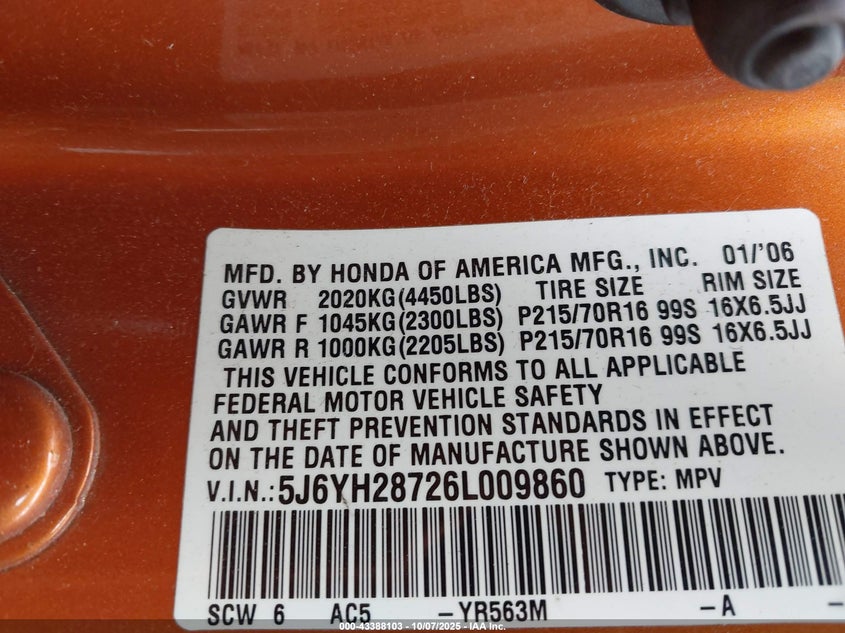 MFD. BY HONDA OF AMERICA MFG., INC. 01/'06
GVWR 2020KG(4450LBS) TIRE SIZE RIM SIZE
GAWR F 1045KG(2300LBS) P215/70R16 99S 16X6.5JJ
GAWR R 1000KG(2205LBS) P215/70R16 99S 16X6.5JJ
THIS VEHICLE CONFORMS TO ALL APPLICABLE
FEDERAL MOTOR VEHICLE SAFETY
AND THEFT PREVENTION STANDARDS IN EFFECT
ON THE DATE OF MANUFACTURE SHOWN ABOVE.
V.I.N.:5J6YH28726L009860 TYPE: MPV
SCW 6 AC5 -YR563M -A -
000-43388103 - 10/07/2025 - IAA Inc.